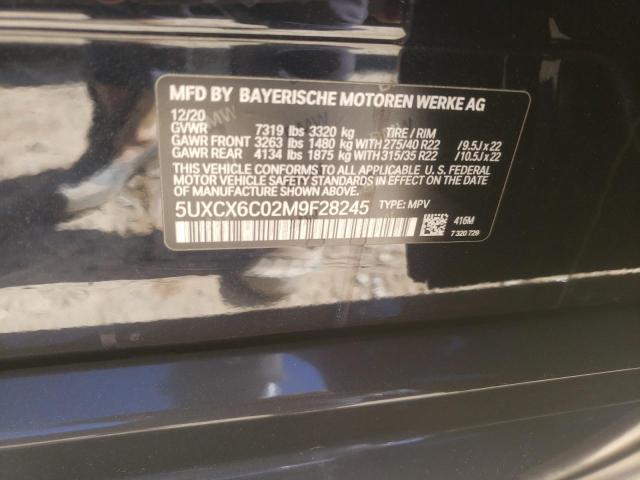 MFD BY BAYERISCHE MOTOREN WERKE AG
12/20
GVWR 7319 lbs 3320 kg TIRE / RIM
GAWR FRONT 3263 lbs 1480 kg WITH 275/40 R22 / 9.5J x 22
GAWR REAR 4134 lbs 1875 kg WITH 315/35 R22 / 10.5J x 22
THIS VEHICLE CONFORMS TO ALL APPLICABLE U. S. FEDERAL
MOTOR VEHICLE SAFETY STANDARDS IN EFFECT ON THE DATE
OF MANUFACTURE SHOWN ABOVE.
5UXCX6C02M9F28245 TYPE: MPV
416M
7 320 729